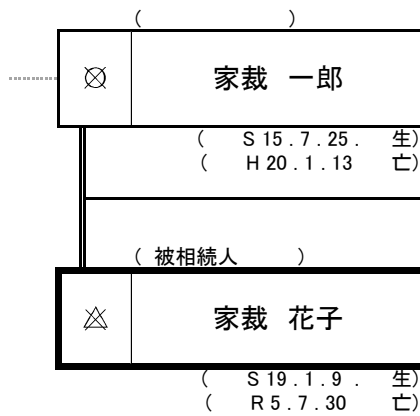 ( )
家裁 一郎
( S 15 . 7 . 25 . 生)
( H 20 . 1 . 13 亡)
( 被相続人 )
家裁 花子
( S 19 . 1 . 9 . 生)
( R 5 . 7 . 30 亡)